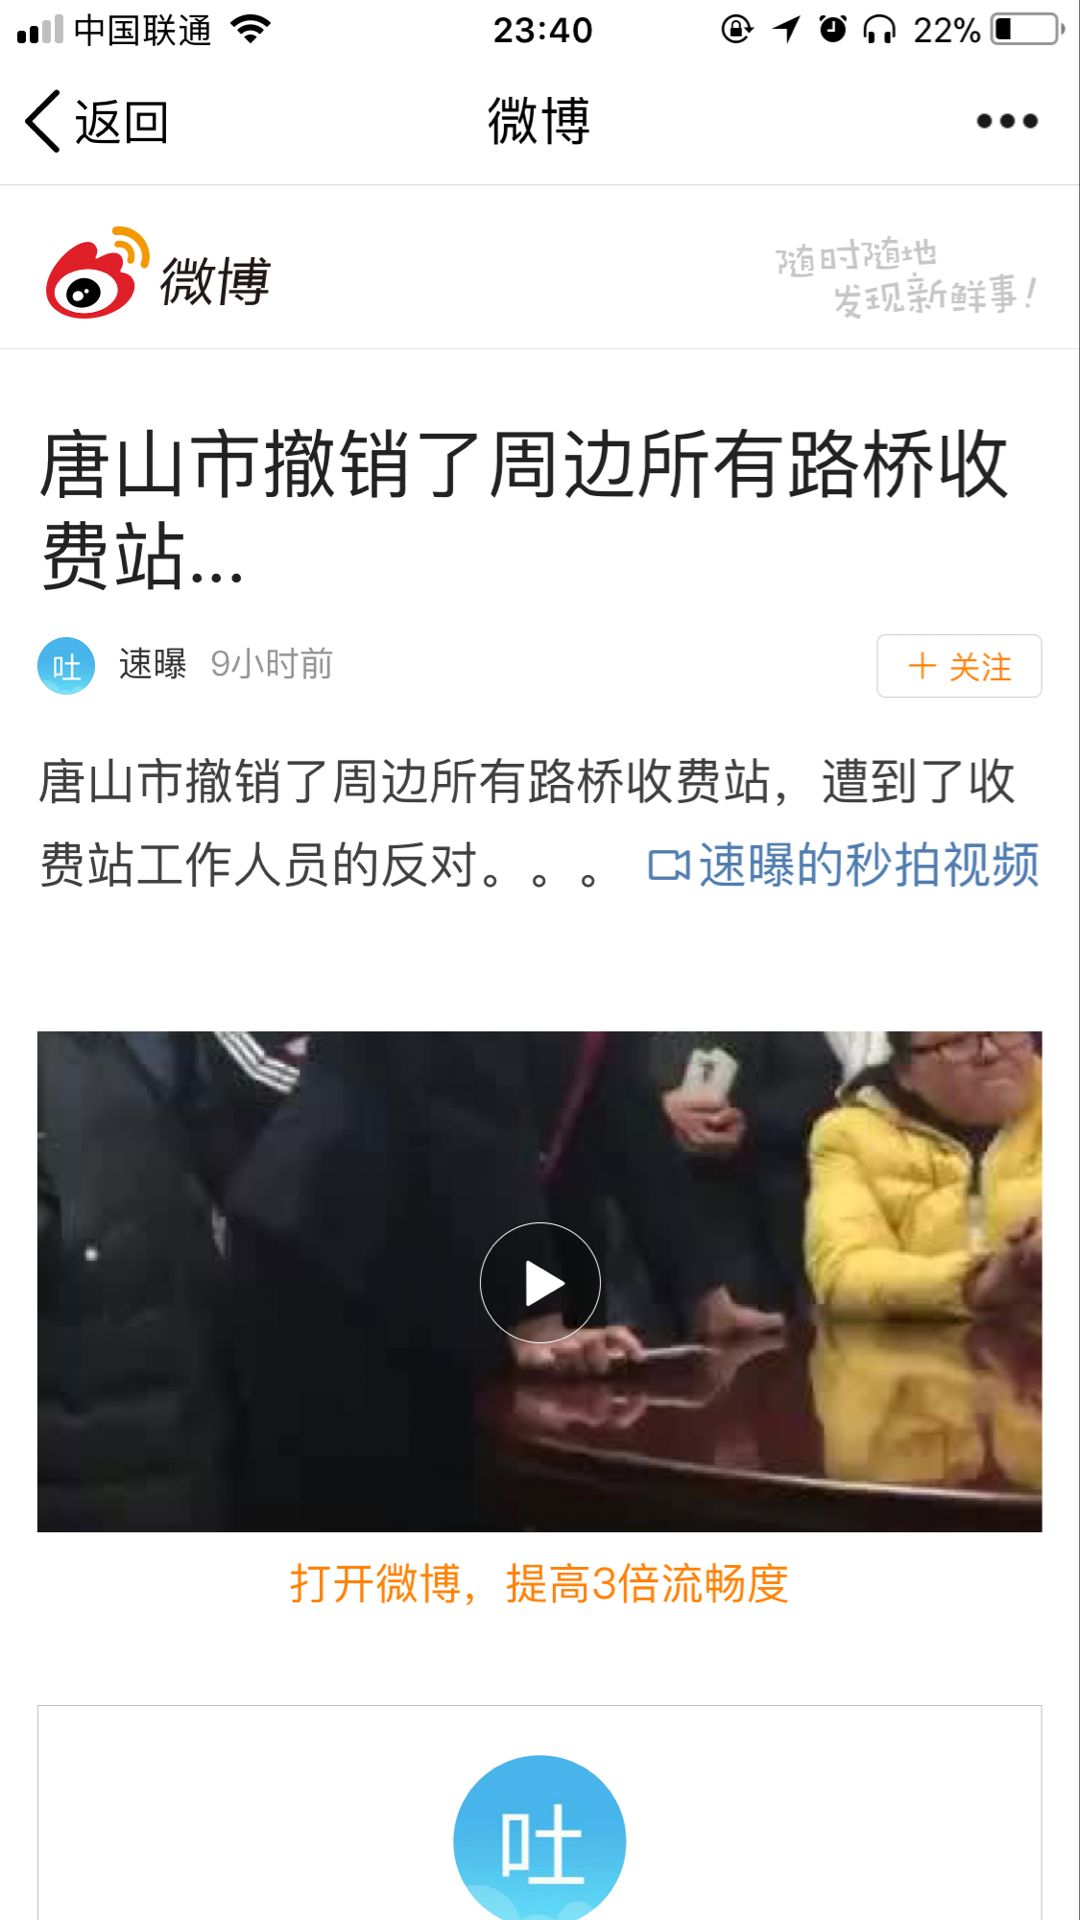 中国联通 23:40 22%
返回 微博
微博 随时随地
发现新鲜事！
唐山市撤销了周边所有路桥收
费站...
吐 速曝 9小时前 + 关注
唐山市撤销了周边所有路桥收费站，遭到了收
费站工作人员的反对。。。 速曝的秒拍视频
打开微博，提高3倍流畅度
吐